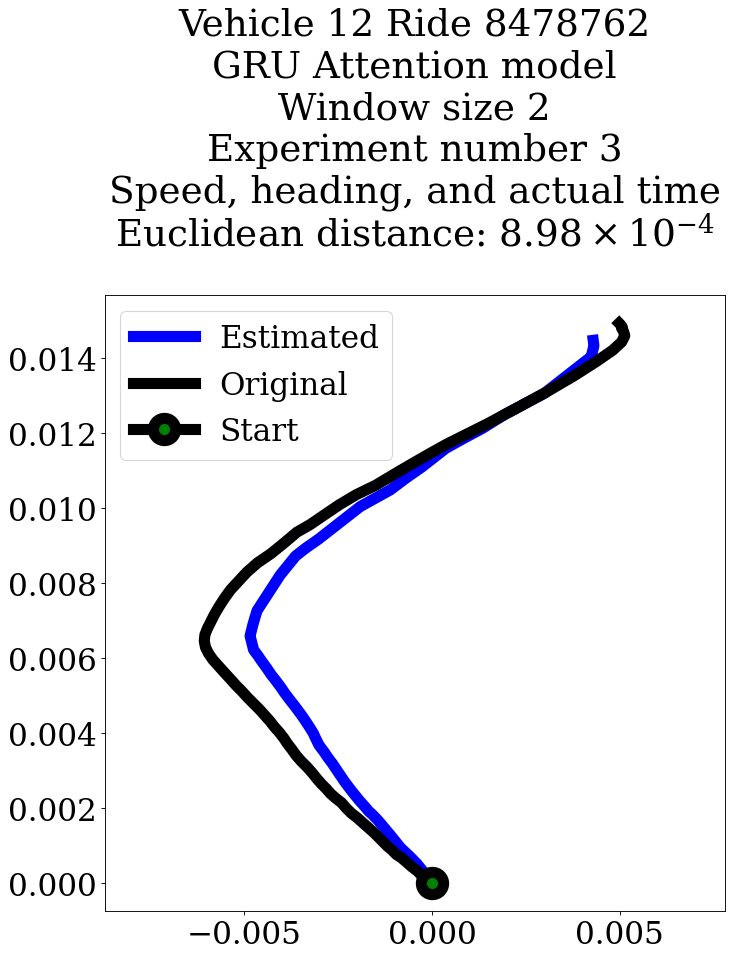 Vehicle 12 Ride 8478762
GRU Attention model
Window size 2
Experiment number 3
Speed, heading, and actual time
Euclidean distance: 8.98 × 10⁻⁴
Estimated
Original
Start
0.014
0.012
0.010
0.008
0.006
0.004
0.002
0.000
−0.005 0.000 0.005